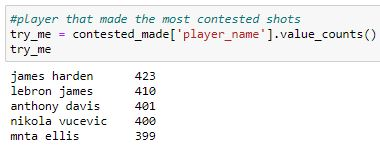 #player that made the most contested shots
try_me = contested_made['player_name'].value_counts()
try_me
james harden 423
lebron james 410
anthony davis 401
nikola vucevic 400
mnta ellis 399